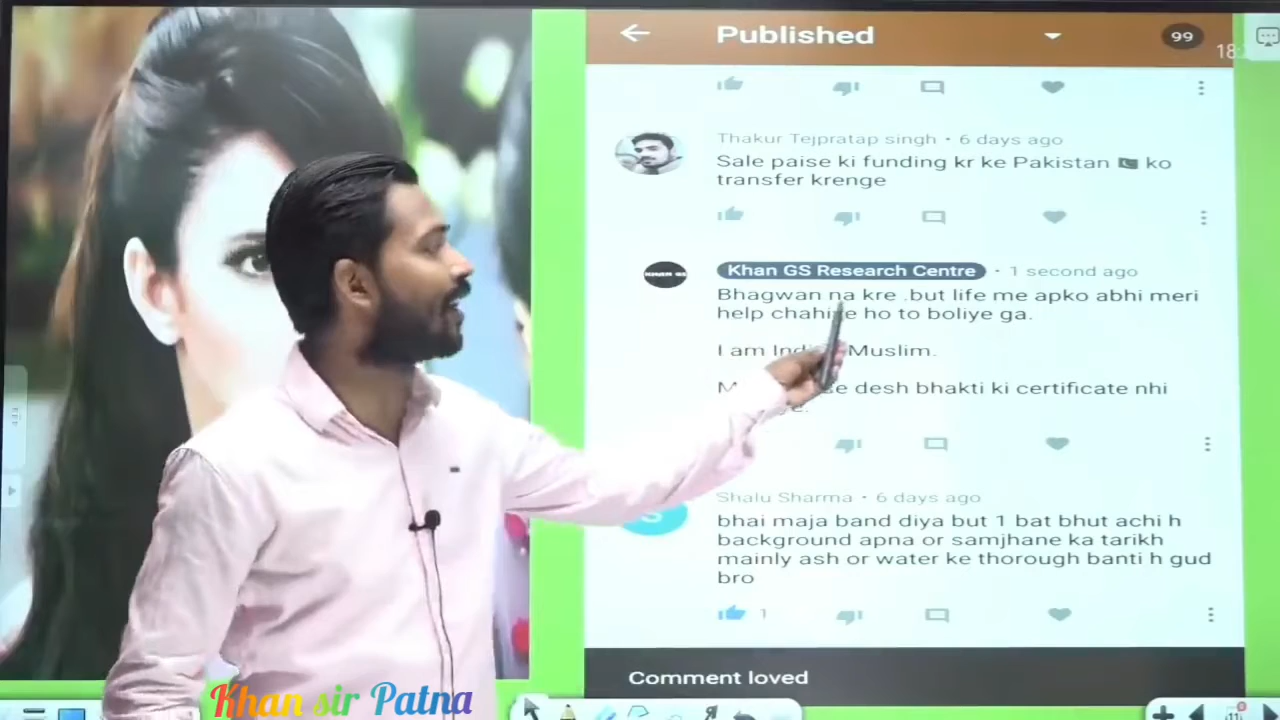 Published
99
18:
Thakur Tejpratap singh • 6 days ago
Sale paise ki funding kr ke Pakistan 🇵🇰 ko
transfer krenge
Khan GS Research Centre • 1 second ago
KHAN GS
Bhagwan na kre .but life me apko abhi meri
help chahiye ho to boliye ga.
I am Muslim.
desh bhakti ki certificate nhi
Shalu Sharma • 6 days ago
S
bhai maja band diya but 1 bat bhut achi h
background apna or samjhane ka tarikh
mainly ash or water ke thorough banti h gud
bro
1
Comment loved
Khan sir Patna